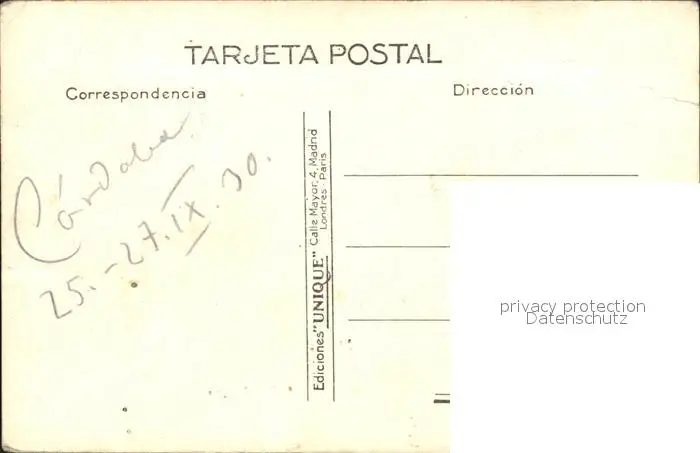 TARJETA POSTAL
Correspondencia
Dirección
Córdoba
25.-27.IX.30.
Ediciones "UNIQUE" Calle Mayor, 4, Madrid
Londres - Paris
privacy protection
Datenschutz